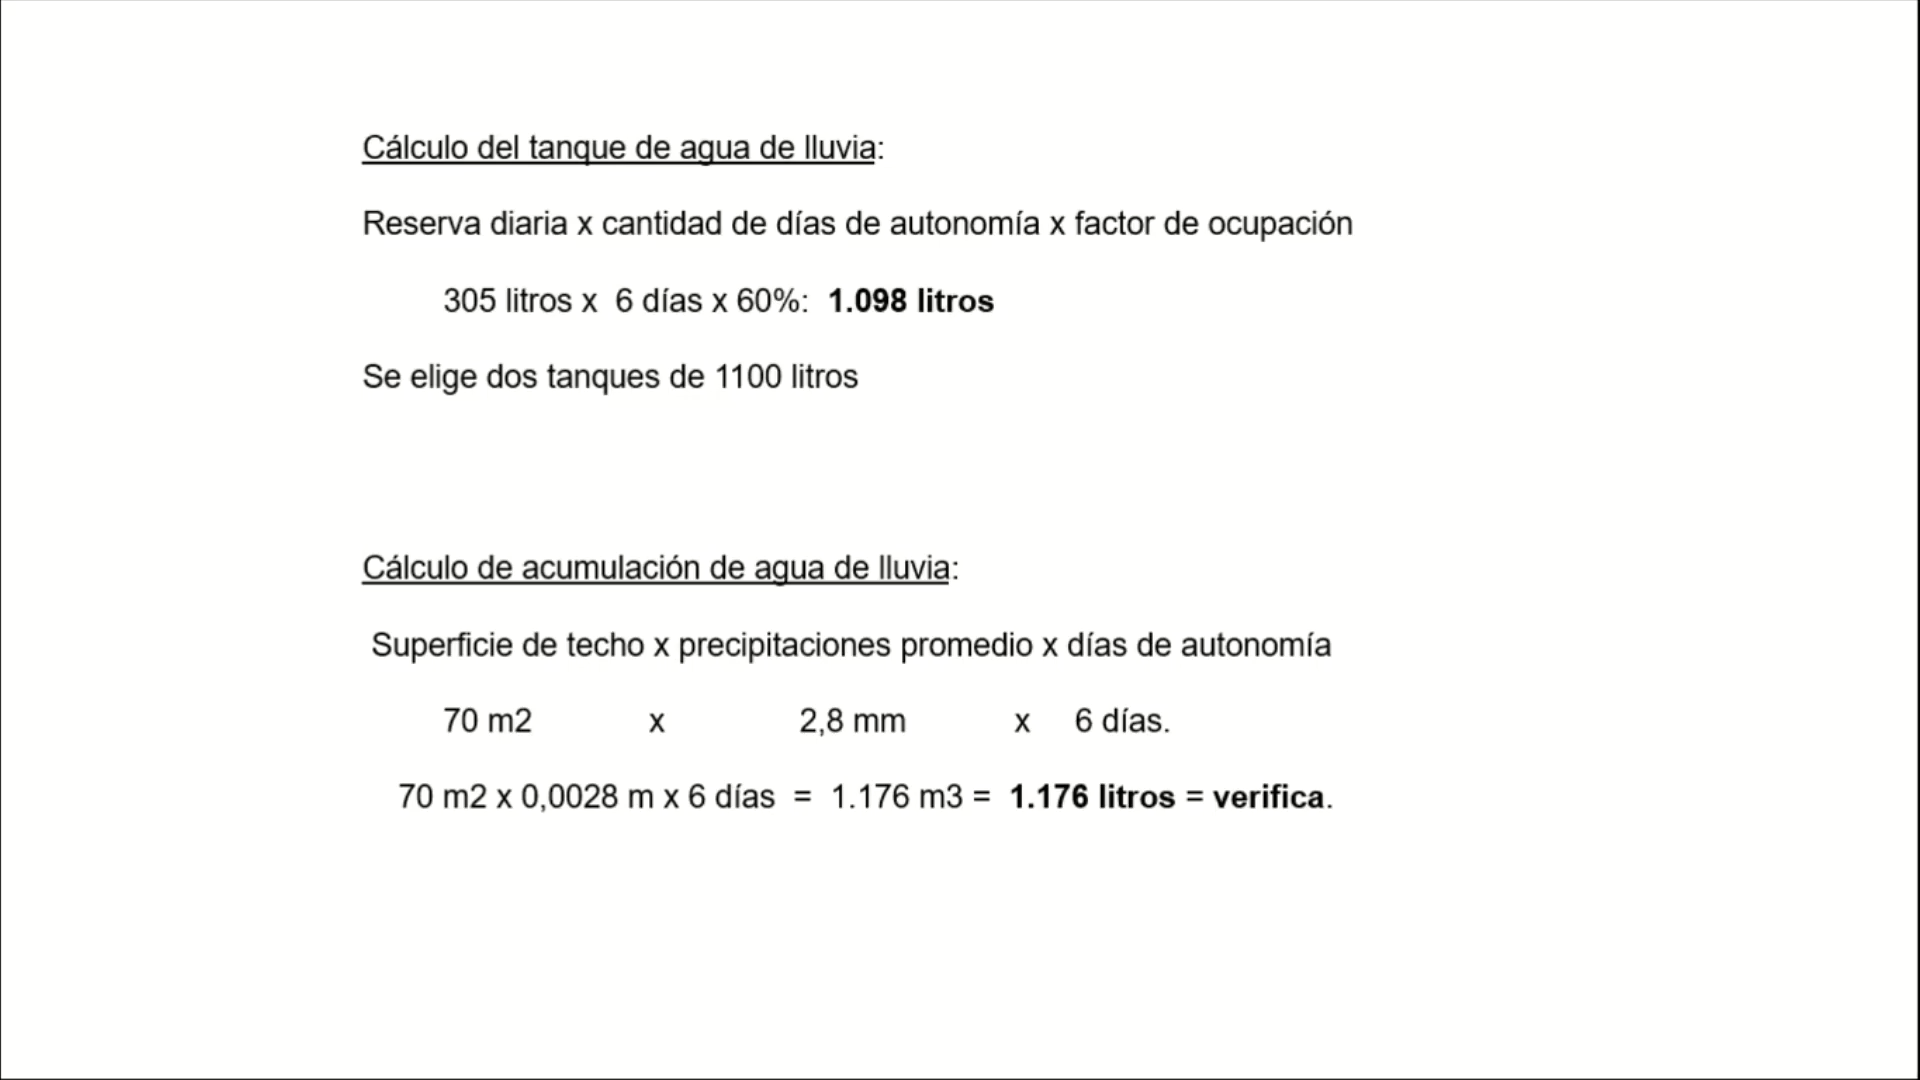 Cálculo del tanque de agua de lluvia:
Reserva diaria x cantidad de días de autonomía x factor de ocupación
305 litros x 6 días x 60%: 1.098 litros
Se elige dos tanques de 1100 litros
Cálculo de acumulación de agua de lluvia:
Superficie de techo x precipitaciones promedio x días de autonomía
70 m2 x 2,8 mm x 6 días.
70 m2 x 0,0028 m x 6 días = 1.176 m3 = 1.176 litros = verifica.